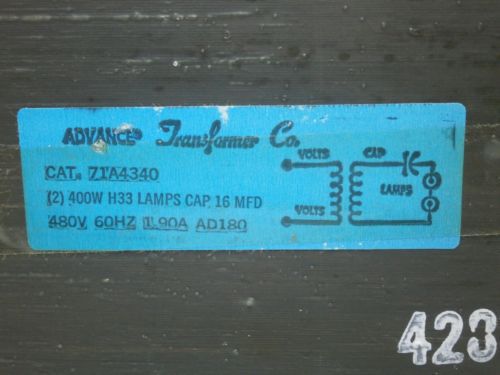 ADVANCE® Transformer Co.
CAT. 71A4340
(2) 400W H33 LAMPS CAP. 16 MFD
480V 60HZ 1.90A AD180
VOLTS
VOLTS
CAP
LAMPS
423